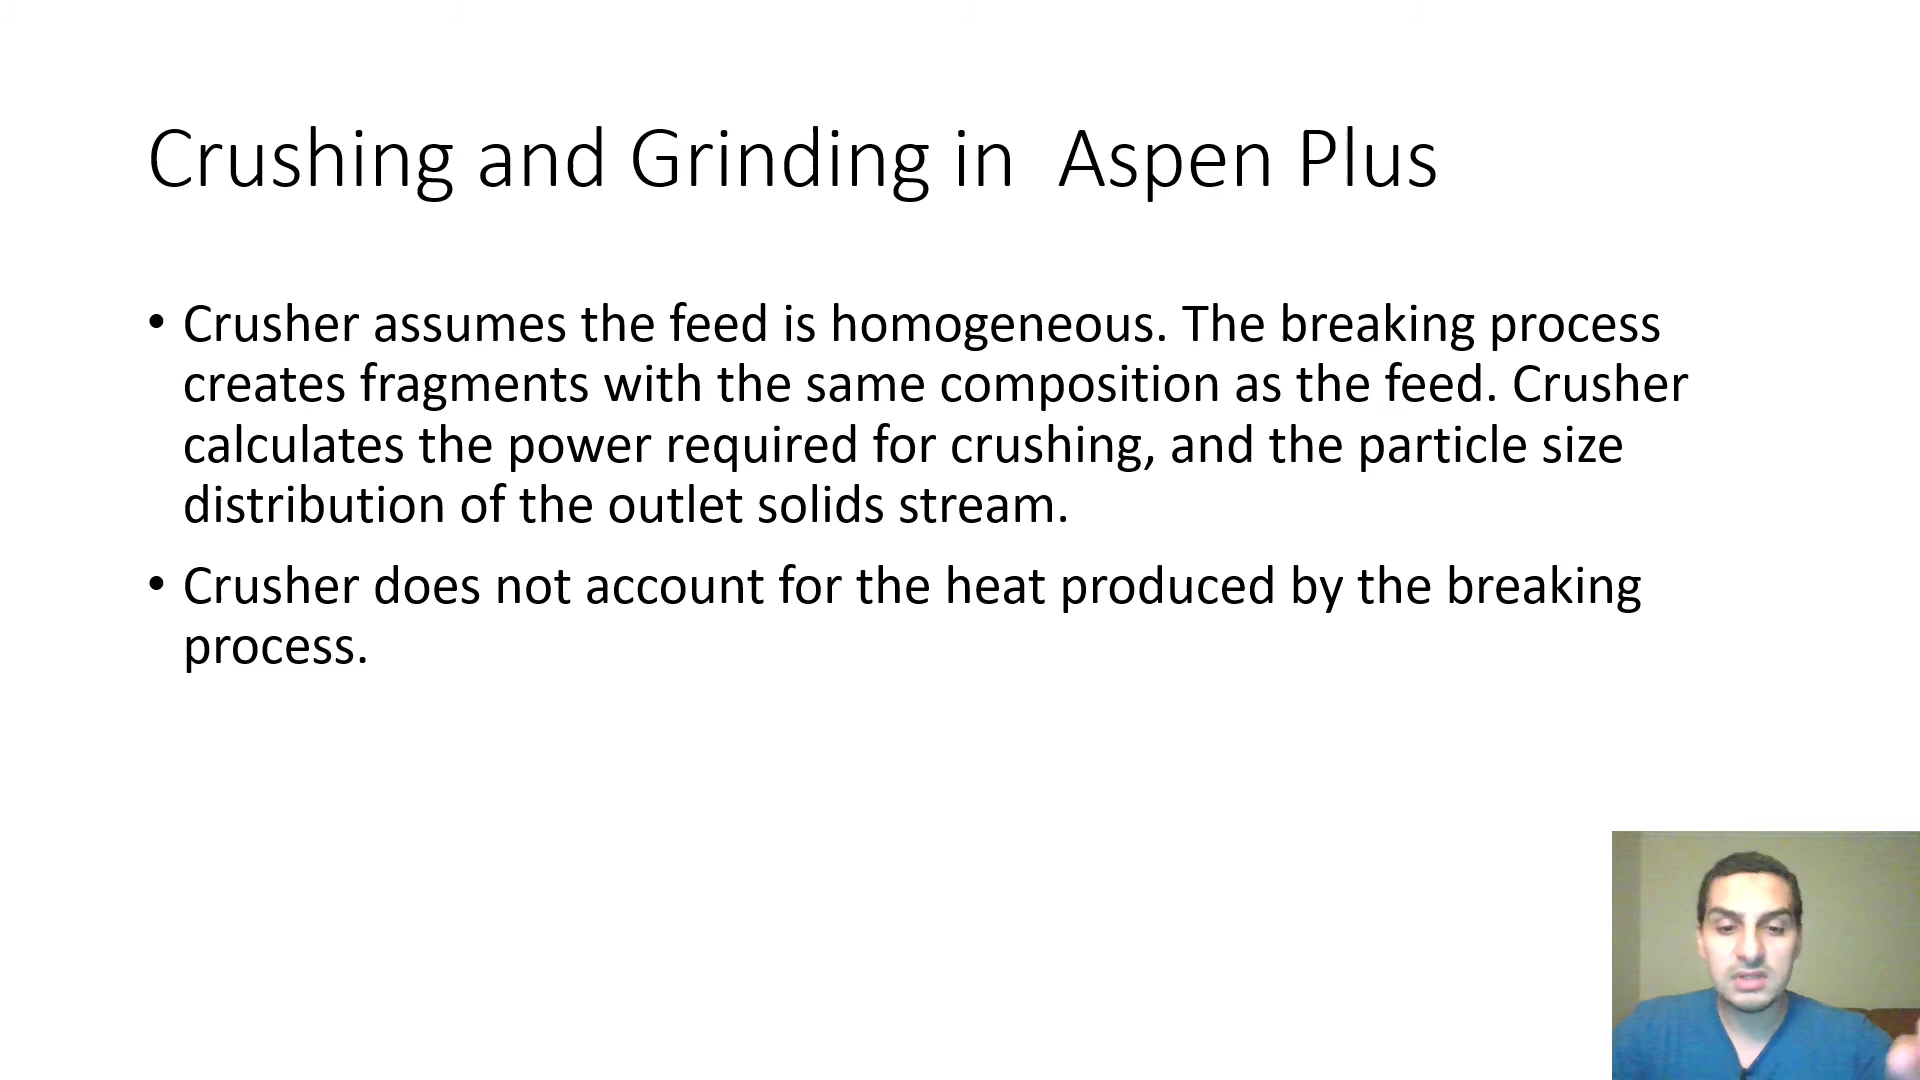 Crushing and Grinding in  Aspen Plus
• Crusher assumes the feed is homogeneous. The breaking process
creates fragments with the same composition as the feed. Crusher
calculates the power required for crushing, and the particle size
distribution of the outlet solids stream.
• Crusher does not account for the heat produced by the breaking
process.